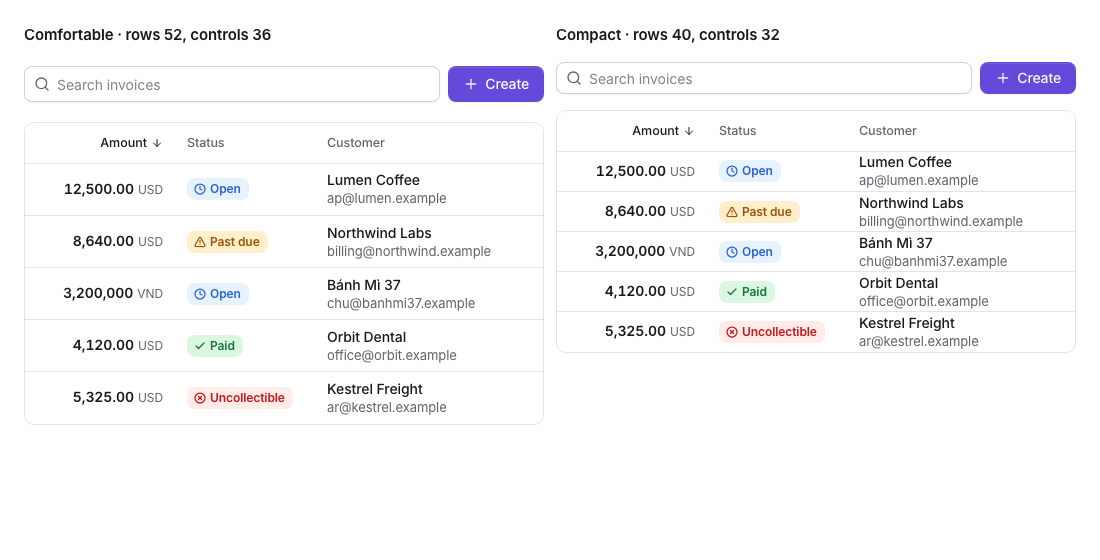 Comfortable · rows 52, controls 36
Search invoices
Create
Amount ↓ Status Customer
12,500.00 USD Open Lumen Coffee
ap@lumen.example
8,640.00 USD Past due Northwind Labs
billing@northwind.example
3,200,000 VND Open Bánh Mì 37
chu@banhmi37.example
4,120.00 USD Paid Orbit Dental
office@orbit.example
5,325.00 USD Uncollectible Kestrel Freight
ar@kestrel.example
Compact · rows 40, controls 32
Search invoices
Create
Amount ↓ Status Customer
12,500.00 USD Open Lumen Coffee
ap@lumen.example
8,640.00 USD Past due Northwind Labs
billing@northwind.example
3,200,000 VND Open Bánh Mì 37
chu@banhmi37.example
4,120.00 USD Paid Orbit Dental
office@orbit.example
5,325.00 USD Uncollectible Kestrel Freight
ar@kestrel.example